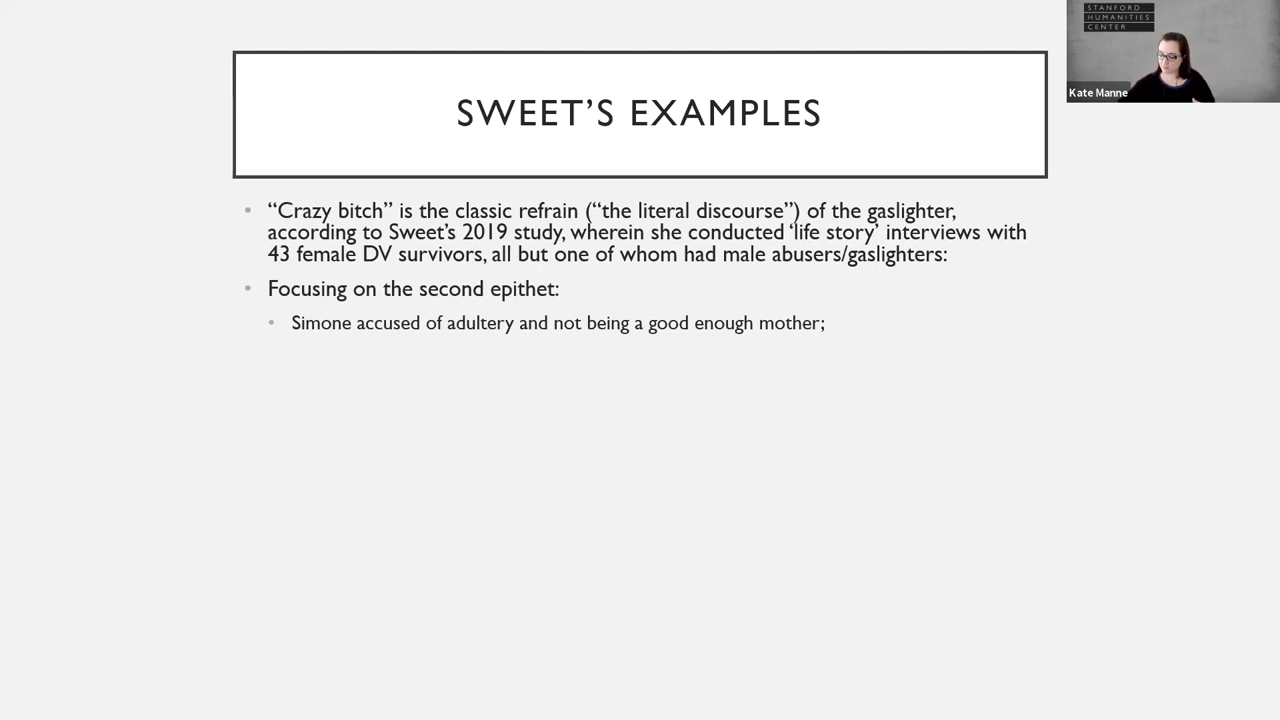 STANFORD
HUMANITIES
CENTER
Kate Manne
SWEET’S EXAMPLES
• “Crazy bitch” is the classic refrain (“the literal discourse”) of the gaslighter,
according to Sweet’s 2019 study, wherein she conducted ‘life story’ interviews with
43 female DV survivors, all but one of whom had male abusers/gaslighters:
• Focusing on the second epithet:
• Simone accused of adultery and not being a good enough mother;